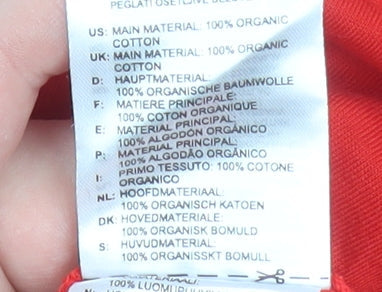 US: MAIN MATERIAL: 100% ORGANIC
COTTON
UK: MAIN MATERIAL: 100% ORGANIC
COTTON
D: HAUPTMATERIAL:
100% ORGANISCHE BAUMWOLLE
F: MATIERE PRINCIPALE:
100% COTON ORGANIQUE
E: MATERIAL PRINCIPAL:
100% ALGODÓN ORGÁNICO
P: MATERIAL PRINCIPAL:
100% ALGODÃO ORGÂNICO
I: PRIMO TESSUTO: 100% COTONE
ORGANICO
NL: HOOFDMATERIAAL:
100% ORGANISCH KATOEN
DK: HOVEDMATERIALE:
100% ORGANISK BOMULD
S: HUVUDMATERIAL:
100% ORGANISSKT BOMULL